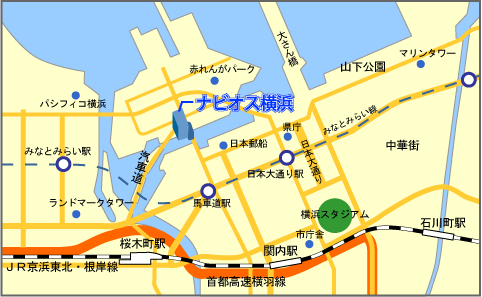 大さん橋
マリンタワー
赤れんがパーク
山下公園
パシフィコ横浜
ナビオス横浜
みなとみらい線
県庁
日本郵船
中華街
みなとみらい駅
汽車道
日本大通り
日本大通り駅
馬車道駅
ランドマークタワー
横浜スタジアム
石川町駅
市庁舎
桜木町駅
関内駅
JR京浜東北・根岸線
首都高速横羽線